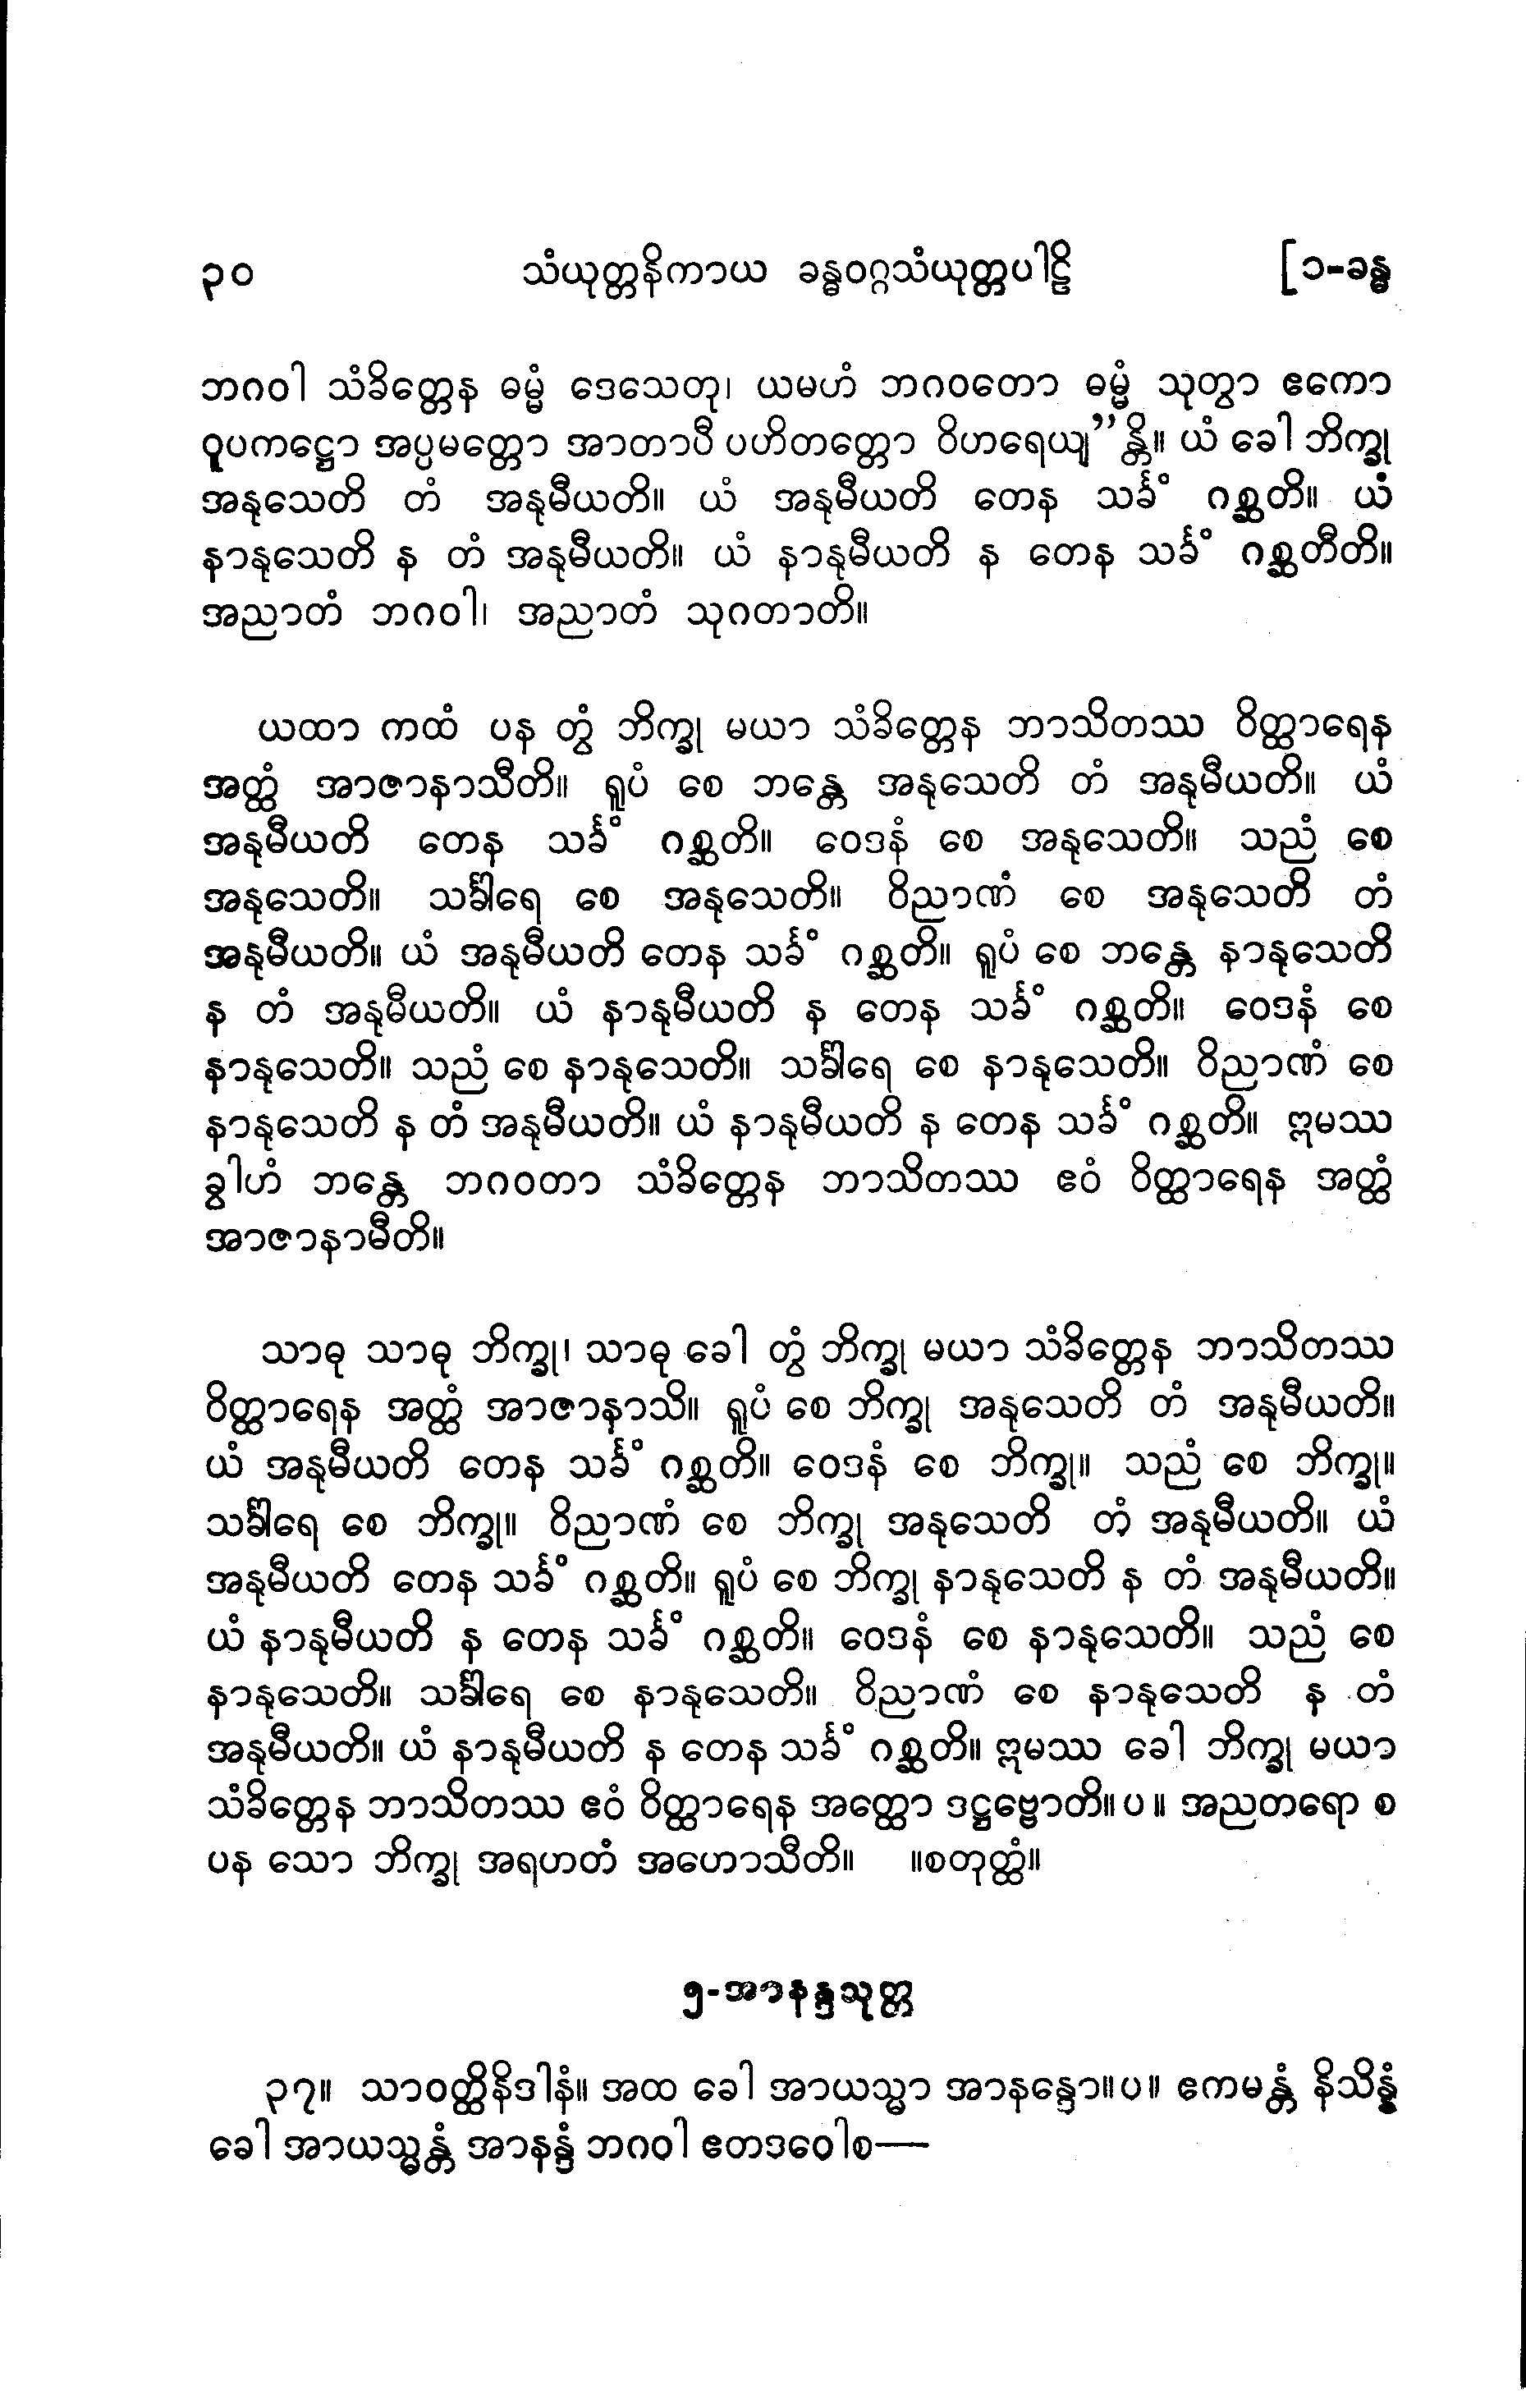 ၃၀ သံယုတ္တနိကာယ ခန္ဓဝဂ္ဂသံယုတ္တပါဠိ [၁-ခန္ဓ
ဘဂဝါ သံခိတ္တေန ဓမ္မံ ဒေသေတု၊ ယမဟံ ဘဂဝတော ဓမ္မံ သုတွာ ဧကော
ဝူပကဋ္ဌော အပ္ပမတ္တော အာတာပီ ပဟိတတ္တော ဝိဟရေယျ”န္တိ။ ယံ ခေါ ဘိက္ခု
အနုသေတိ တံ အနုမီယတိ။ ယံ အနုမီယတိ တေန သင်္ခံ ဂစ္ဆတိ။ ယံ
နာနုသေတိ န တံ အနုမီယတိ။ ယံ နာနုမီယတိ န တေန သင်္ခံ ဂစ္ဆတီတိ။
အညာတံ ဘဂဝါ၊ အညာတံ သုဂတာတိ။
ယထာ ကထံ ပန တွံ ဘိက္ခု မယာ သံခိတ္တေန ဘာသိတဿ ဝိတ္ထာရေန
အတ္ထံ အာဇာနာသီတိ။ ရူပံ စေ ဘန္တေ အနုသေတိ တံ အနုမီယတိ။ ယံ
အနုမီယတိ တေန သင်္ခံ ဂစ္ဆတိ။ ဝေဒနံ စေ အနုသေတိ။ သညံ စေ
အနုသေတိ။ သင်္ခါရေ စေ အနုသေတိ။ ဝိညာဏံ စေ အနုသေတိ တံ
အနုမီယတိ။ ယံ အနုမီယတိ တေန သင်္ခံ ဂစ္ဆတိ။ ရူပံ စေ ဘန္တေ နာနုသေတိ
န တံ အနုမီယတိ။ ယံ နာနုမီယတိ န တေန သင်္ခံ ဂစ္ဆတိ။ ဝေဒနံ စေ
နာနုသေတိ။ သညံ စေ နာနုသေတိ။ သင်္ခါရေ စေ နာနုသေတိ။ ဝိညာဏံ စေ
နာနုသေတိ န တံ အနုမီယတိ။ ယံ နာနုမီယတိ န တေန သင်္ခံ ဂစ္ဆတိ။ ဣမဿ
ခွါဟံ ဘန္တေ ဘဂဝတာ သံခိတ္တေန ဘာသိတဿ ဧဝံ ဝိတ္ထာရေန အတ္ထံ
အာဇာနာမီတိ။
သာဓု သာဓု ဘိက္ခု၊ သာဓု ခေါ တွံ ဘိက္ခု မယာ သံခိတ္တေန ဘာသိတဿ
ဝိတ္ထာရေန အတ္ထံ အာဇာနာသိ။ ရူပံ စေ ဘိက္ခု အနုသေတိ တံ အနုမီယတိ။
ယံ အနုမီယတိ တေန သင်္ခံ ဂစ္ဆတိ။ ဝေဒနံ စေ ဘိက္ခု။ သညံ စေ ဘိက္ခု။
သင်္ခါရေ စေ ဘိက္ခု။ ဝိညာဏံ စေ ဘိက္ခု အနုသေတိ တံ အနုမီယတိ။ ယံ
အနုမီယတိ တေန သင်္ခံ ဂစ္ဆတိ။ ရူပံ စေ ဘိက္ခု နာနုသေတိ န တံ အနုမီယတိ။
ယံ နာနုမီယတိ န တေန သင်္ခံ ဂစ္ဆတိ။ ဝေဒနံ စေ နာနုသေတိ။ သညံ စေ
နာနုသေတိ။ သင်္ခါရေ စေ နာနုသေတိ။ ဝိညာဏံ စေ နာနုသေတိ န တံ
အနုမီယတိ။ ယံ နာနုမီယတိ န တေန သင်္ခံ ဂစ္ဆတိ။ ဣမဿ ခေါ ဘိက္ခု မယာ
သံခိတ္တေန ဘာသိတဿ ဧဝံ ဝိတ္ထာရေန အတ္ထော ဒဋ္ဌဗ္ဗောတိ။ပ။ အညတရော စ
ပန သော ဘိက္ခု အရဟတံ အဟောသီတိ။ ။စတုတ္ထံ။
၅-အာနန္ဒသုတ္တ
၃၇။ သာဝတ္ထိနိဒါနံ။ အထ ခေါ အာယသ္မာ အာနန္ဒော။ပ။ ဧကမန္တံ နိသိန္နံ
ခေါ အာယသ္မန္တံ အာနန္ဒံ ဘဂဝါ ဧတဒဝေါစ—